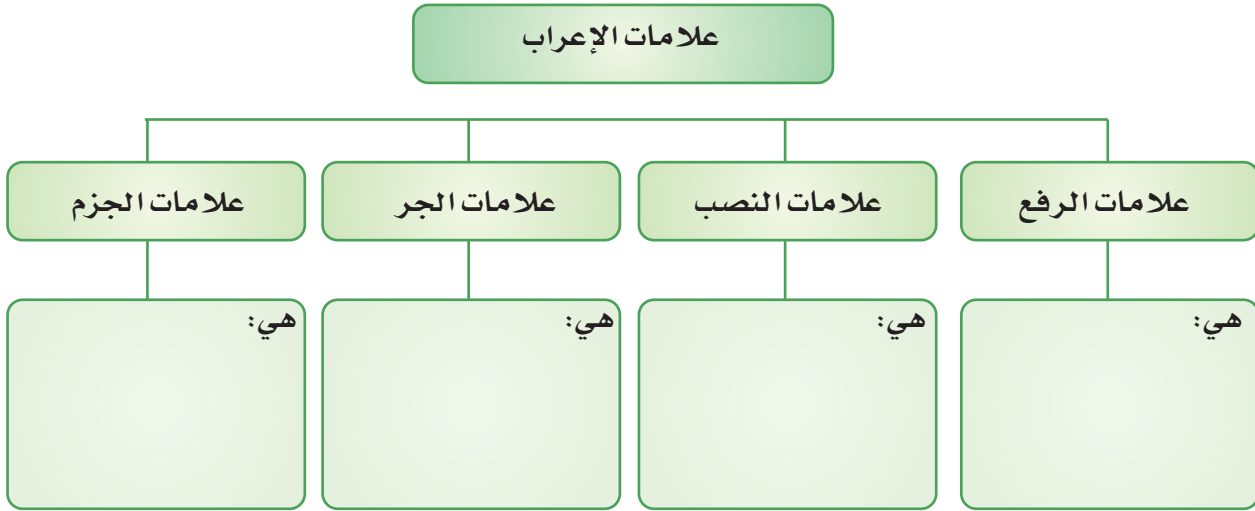 علامات الإعراب
علامات الرفع
علامات النصب
علامات الجر
علامات الجزم
هي:
هي:
هي:
هي: